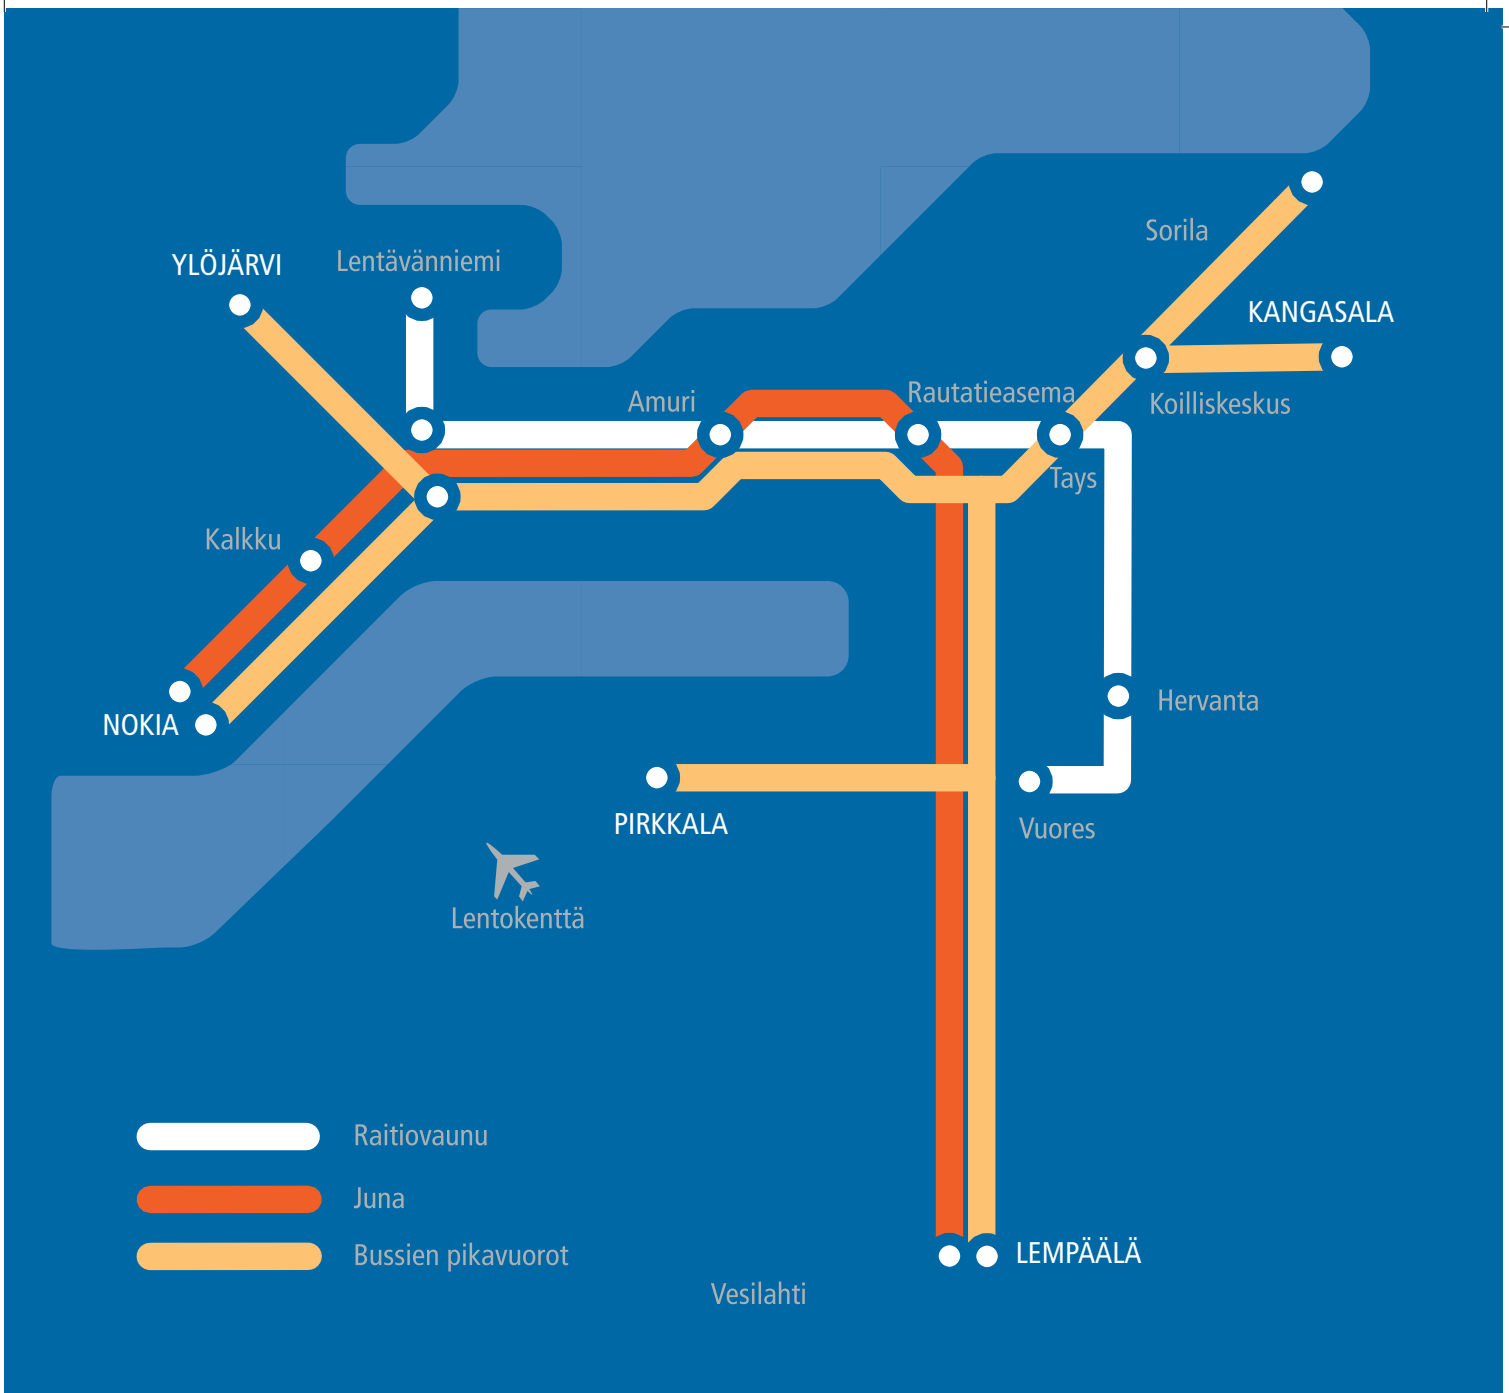 Sorila
YLÖJÄRVI
Lentävänniemi
KANGASALA
Amuri
Rautatieasema
Koilliskeskus
Tays
Kalkku
Hervanta
NOKIA
PIRKKALA
Vuores
Lentokenttä
Raitiovaunu
Juna
Bussien pikavuorot
LEMPÄÄLÄ
Vesilahti